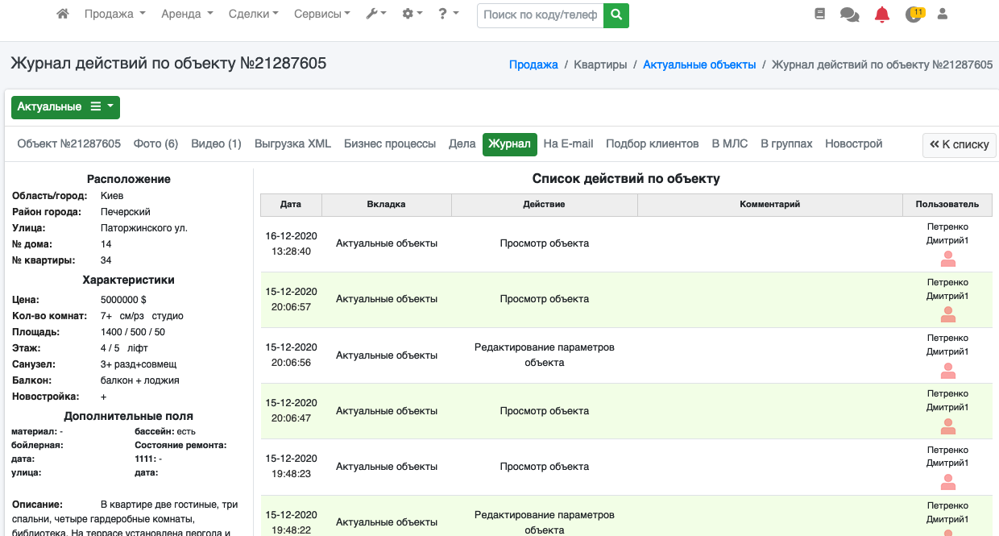 Продажа Аренда Сделки Сервисы ? Поиск по коду/телеф 11
Журнал действий по объекту №21287605
Продажа / Квартиры / Актуальные объекты / Журнал действий по объекту №21287605
Актуальные
Объект №21287605 Фото (6) Видео (1) Выгрузка XML Бизнес процессы Дела Журнал На E-mail Подбор клиентов В МЛС В группах Новострой К списку
Расположение
Область/город: Киев
Район города: Печерский
Улица: Паторжинского ул.
№ дома: 14
№ квартиры: 34
Характеристики
Цена: 5000000 $
Кол-во комнат: 7+ см/рз студио
Площадь: 1400 / 500 / 50
Этаж: 4 / 5 ліфт
Санузел: 3+ разд+совмещ
Балкон: балкон + лоджия
Новостройка: +
Дополнительные поля
материал: - бассейн: есть
бойлерная: Состояние ремонта:
дата: 1111: -
улица: дата:
Описание: В квартире две гостиные, три
спальни, четыре гардеробные комнаты,
библиотека. На террасе установлена пергола и
Список действий по объекту
Дата Вкладка Действие Комментарий Пользователь
16-12-2020
13:28:40
Актуальные объекты
Просмотр объекта
Петренко
Дмитрий1
15-12-2020
20:06:57
Актуальные объекты
Просмотр объекта
Петренко
Дмитрий1
15-12-2020
20:06:56
Актуальные объекты
Редактирование параметров
объекта
Петренко
Дмитрий1
15-12-2020
20:06:47
Актуальные объекты
Просмотр объекта
Петренко
Дмитрий1
15-12-2020
19:48:23
Актуальные объекты
Просмотр объекта
Петренко
Дмитрий1
15-12-2020
19:48:22
Актуальные объекты
Редактирование параметров
объекта
Петренко
Дмитрий1